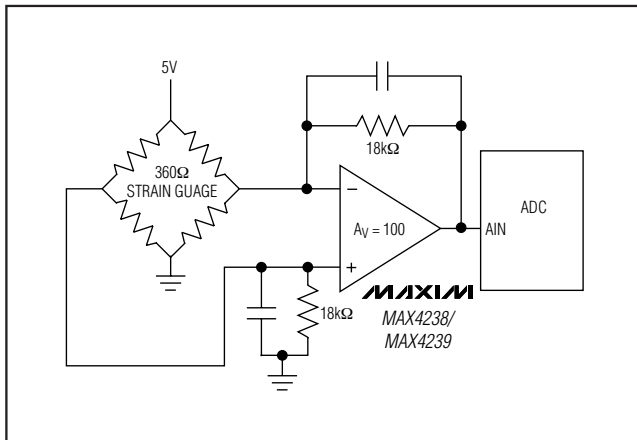 5V
18kΩ
360Ω
STRAIN GUAGE
−
AV = 100
+
AIN
ADC
18kΩ
MAXIM
MAX4238/
MAX4239